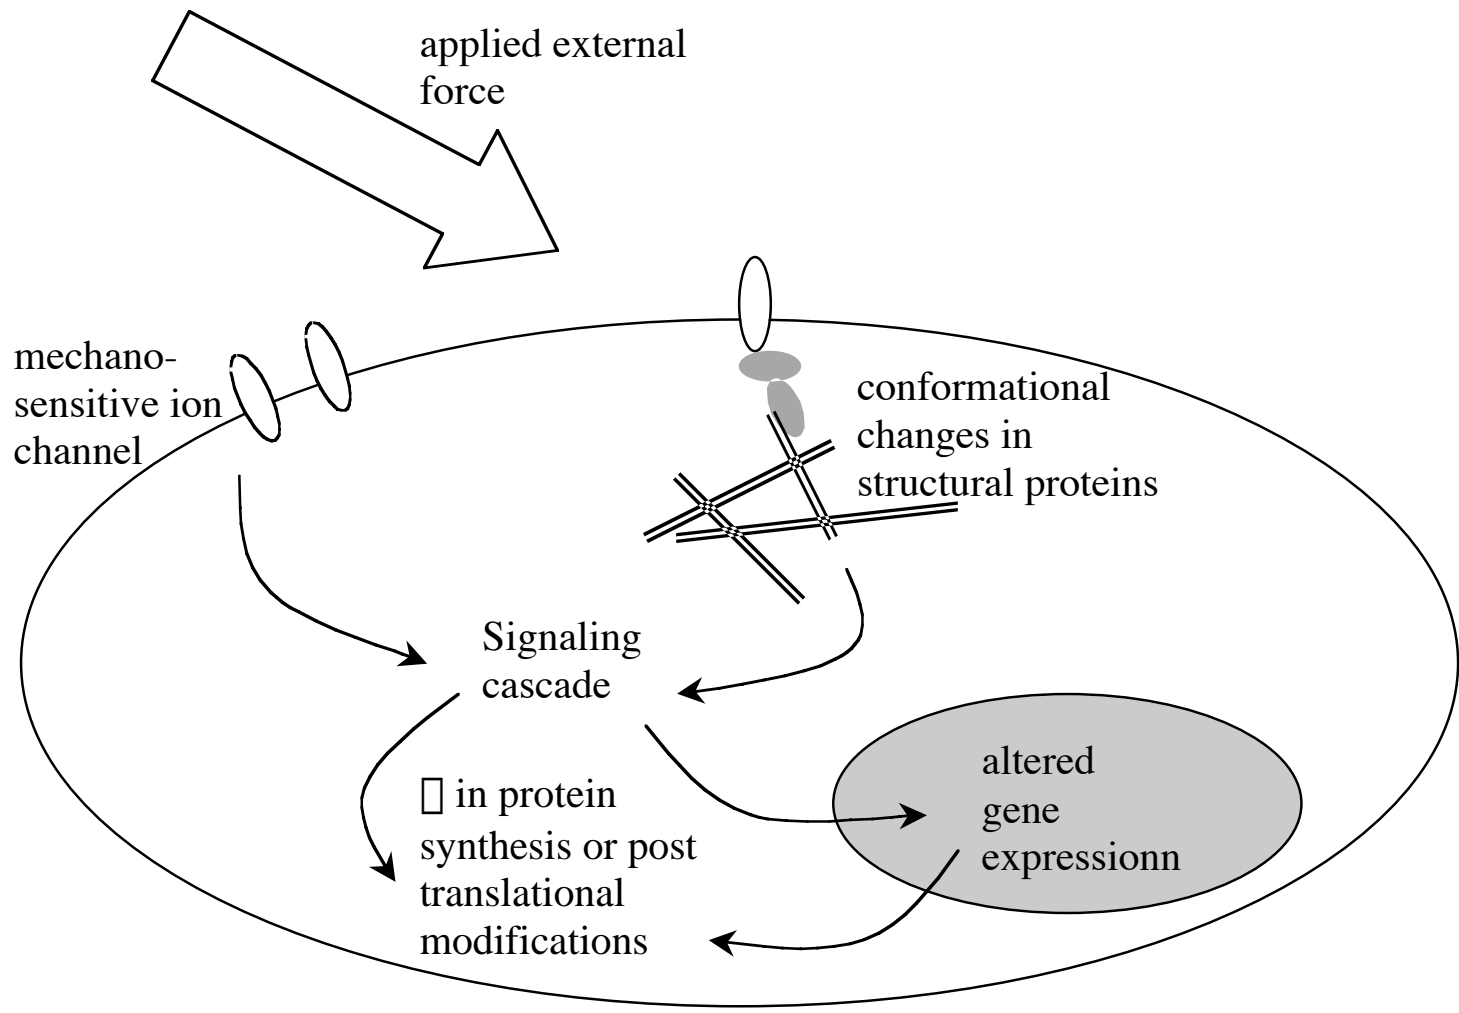 applied external
force
mechano-
sensitive ion
channel
conformational
changes in
structural proteins
Signaling
cascade
▯ in protein
synthesis or post
translational
modifications
altered
gene
expressionn